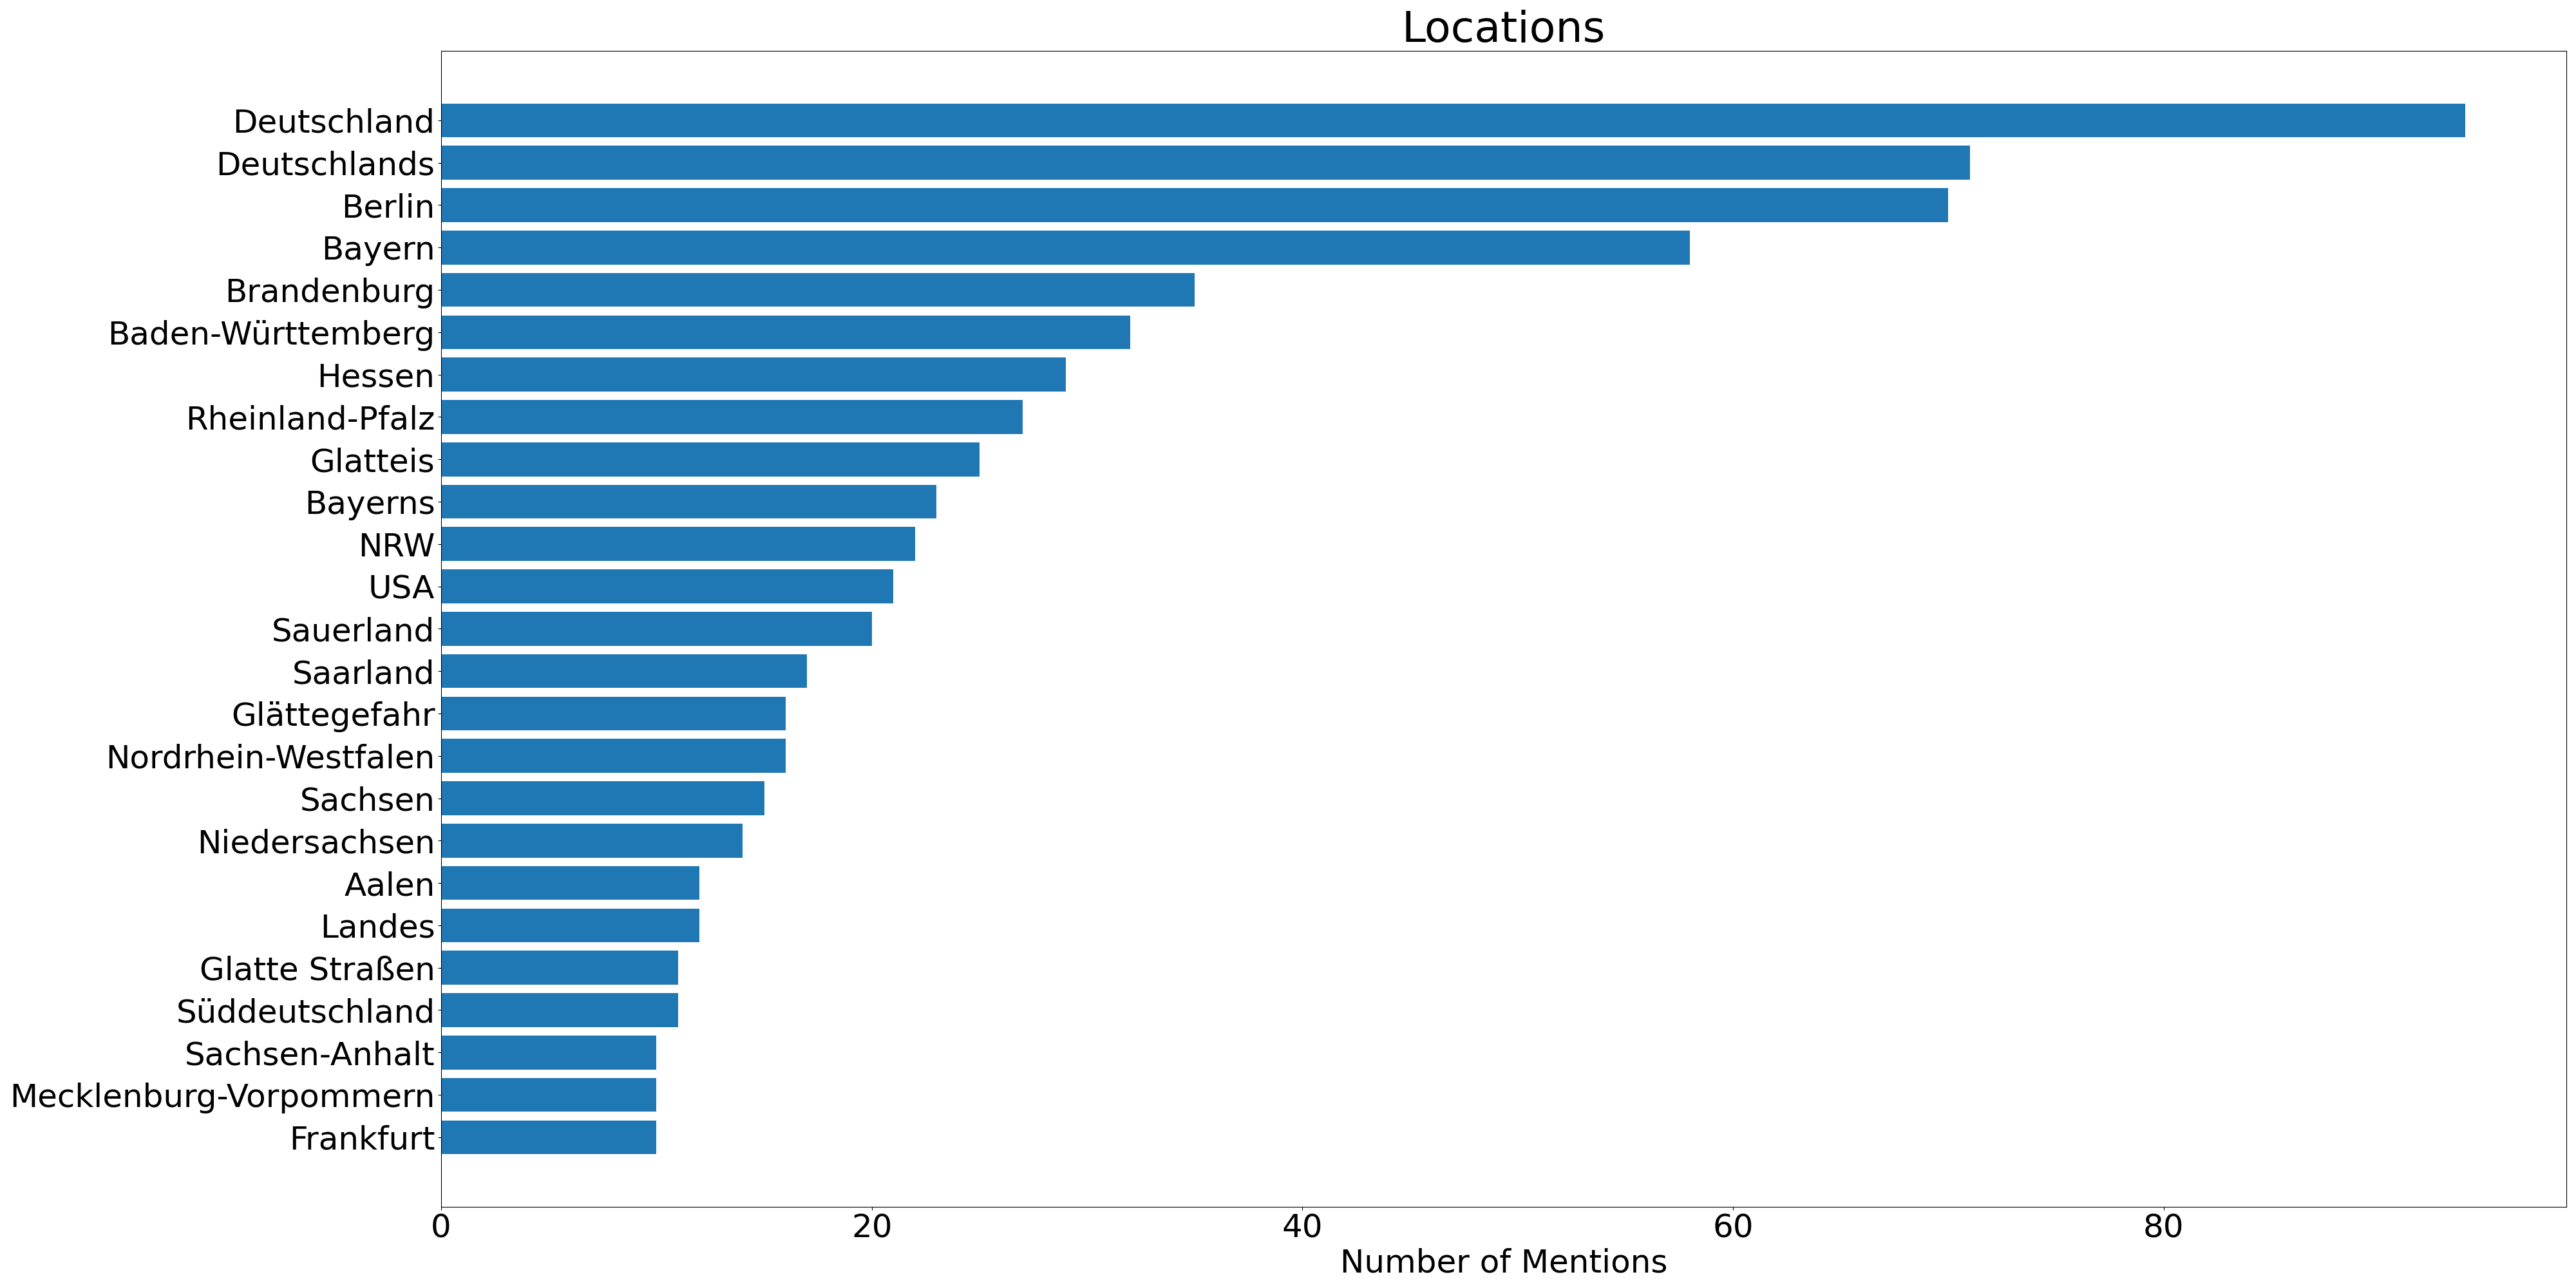 Locations
Deutschland
Deutschlands
Berlin
Bayern
Brandenburg
Baden-Württemberg
Hessen
Rheinland-Pfalz
Glatteis
Bayerns
NRW
USA
Sauerland
Saarland
Glättegefahr
Nordrhein-Westfalen
Sachsen
Niedersachsen
Aalen
Landes
Glatte Straßen
Süddeutschland
Sachsen-Anhalt
Mecklenburg-Vorpommern
Frankfurt
0 20 40 60 80
Number of Mentions